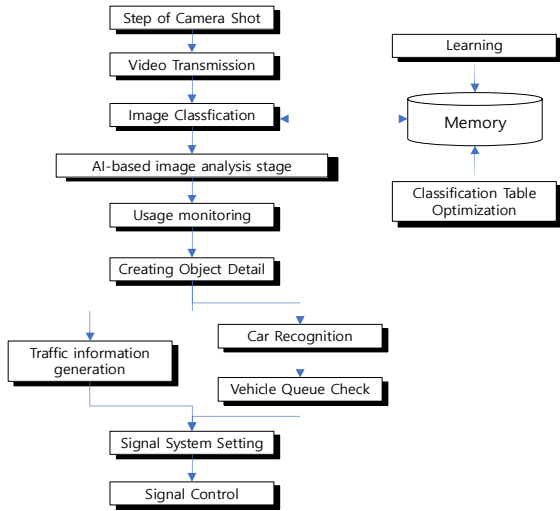 Step of Camera Shot
Video Transmission
Image Classfication
AI-based image analysis stage
Usage monitoring
Creating Object Detail
Traffic information
generation
Car Recognition
Vehicle Queue Check
Signal System Setting
Signal Control
Learning
Memory
Classification Table
Optimization